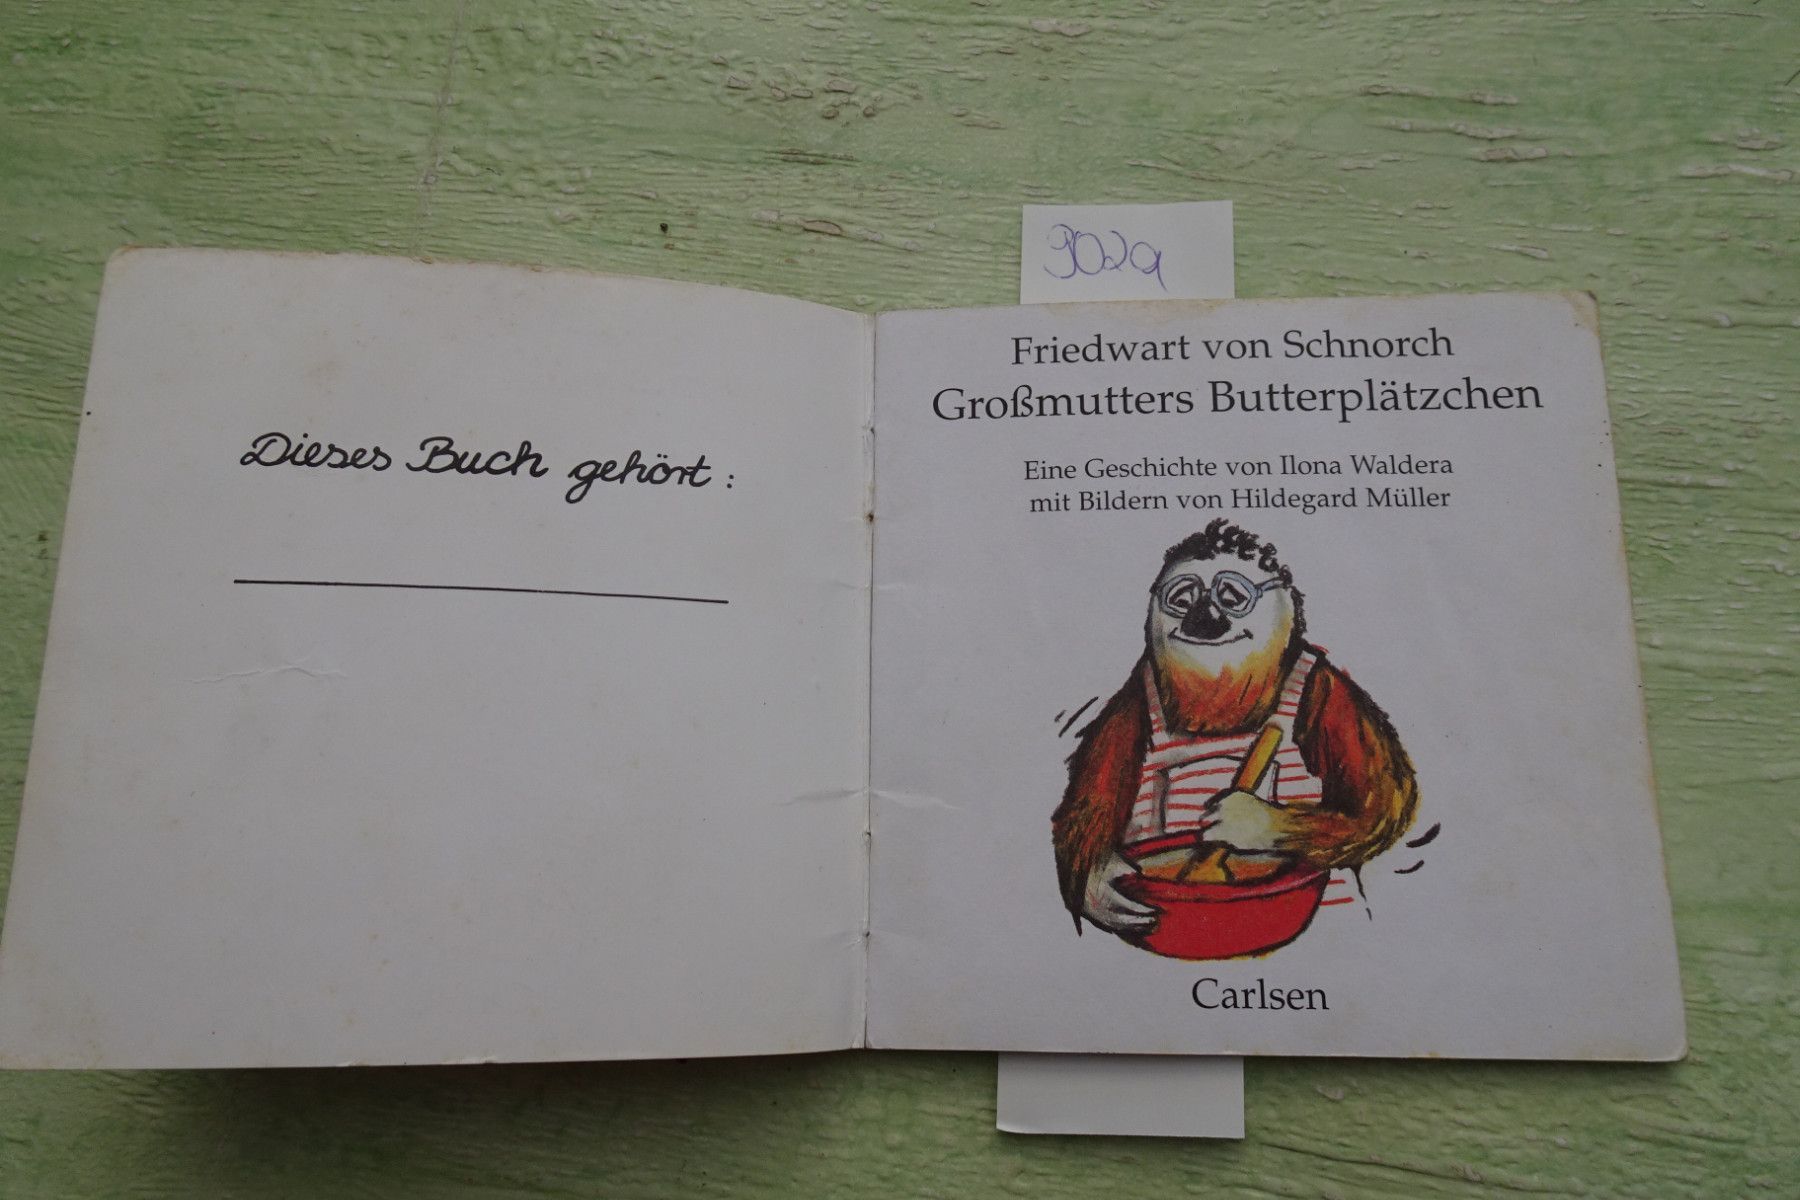 Dieses Buch gehört:
902a
Friedwart von Schnorch
Großmutters Butterplätzchen
Eine Geschichte von Ilona Waldera
mit Bildern von Hildegard Müller
Carlsen